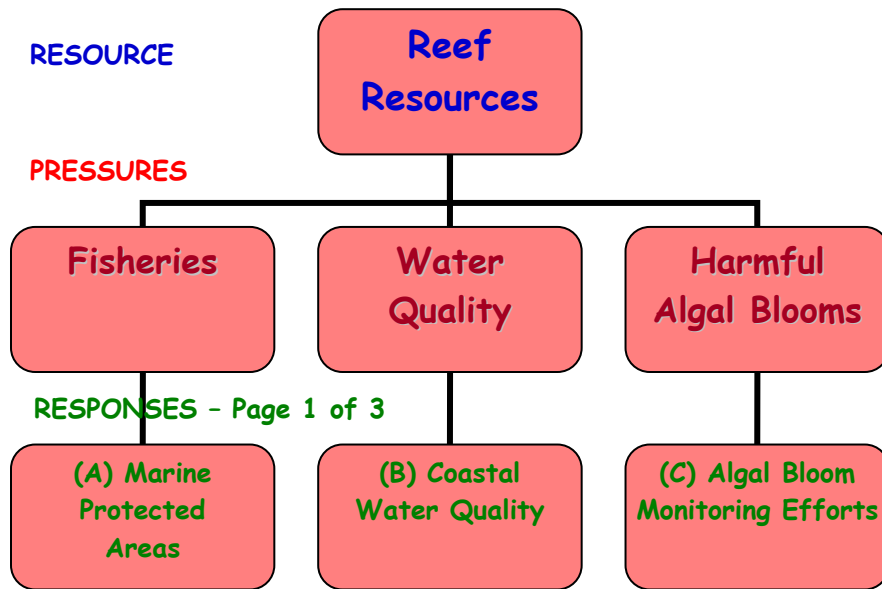 RESOURCE
Reef
Resources
PRESSURES
Fisheries
Water
Quality
Harmful
Algal Blooms
RESPONSES – Page 1 of 3
(A) Marine
Protected
Areas
(B) Coastal
Water Quality
(C) Algal Bloom
Monitoring Efforts